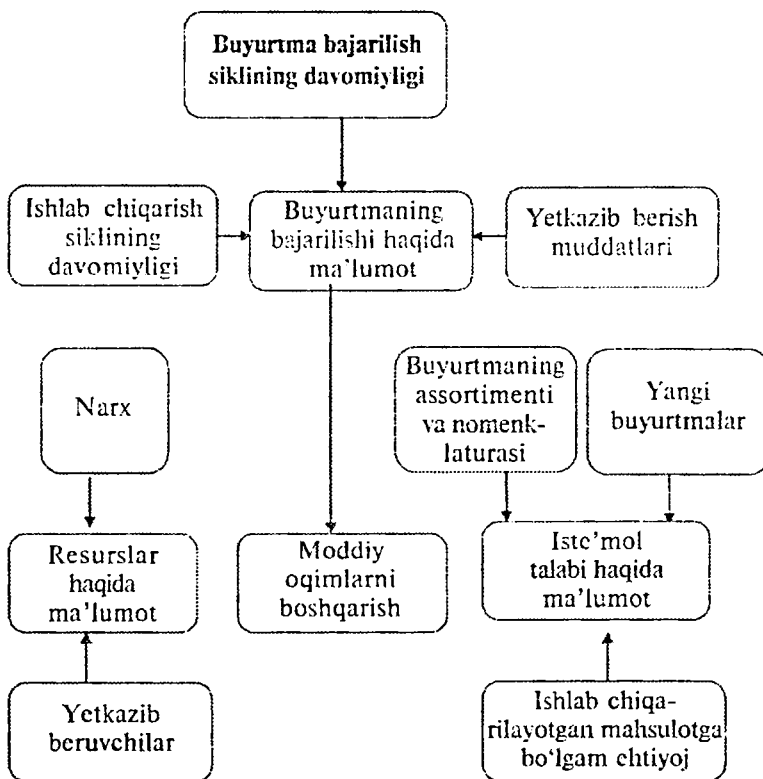 Buyurtma bajarilish
siklining davomiyligi
Ishlab chiqarish
siklining
davomiyligi
Buyurtmaning
bajarilishi haqida
ma'lumot
Yetkazib berish
muddatlari
Narx
Buyurtmaning
assortimenti
va nomenk-
laturasi
Yangi
buyurtmalar
Resurslar
haqida
ma'lumot
Moddiy
oqimlarni
boshqarish
Iste'mol
talabi haqida
ma'lumot
Yetkazib
beruvchilar
Ishlab chiqa-
rilayotgan mahsulotga
bo‘lgam ehtiyoj